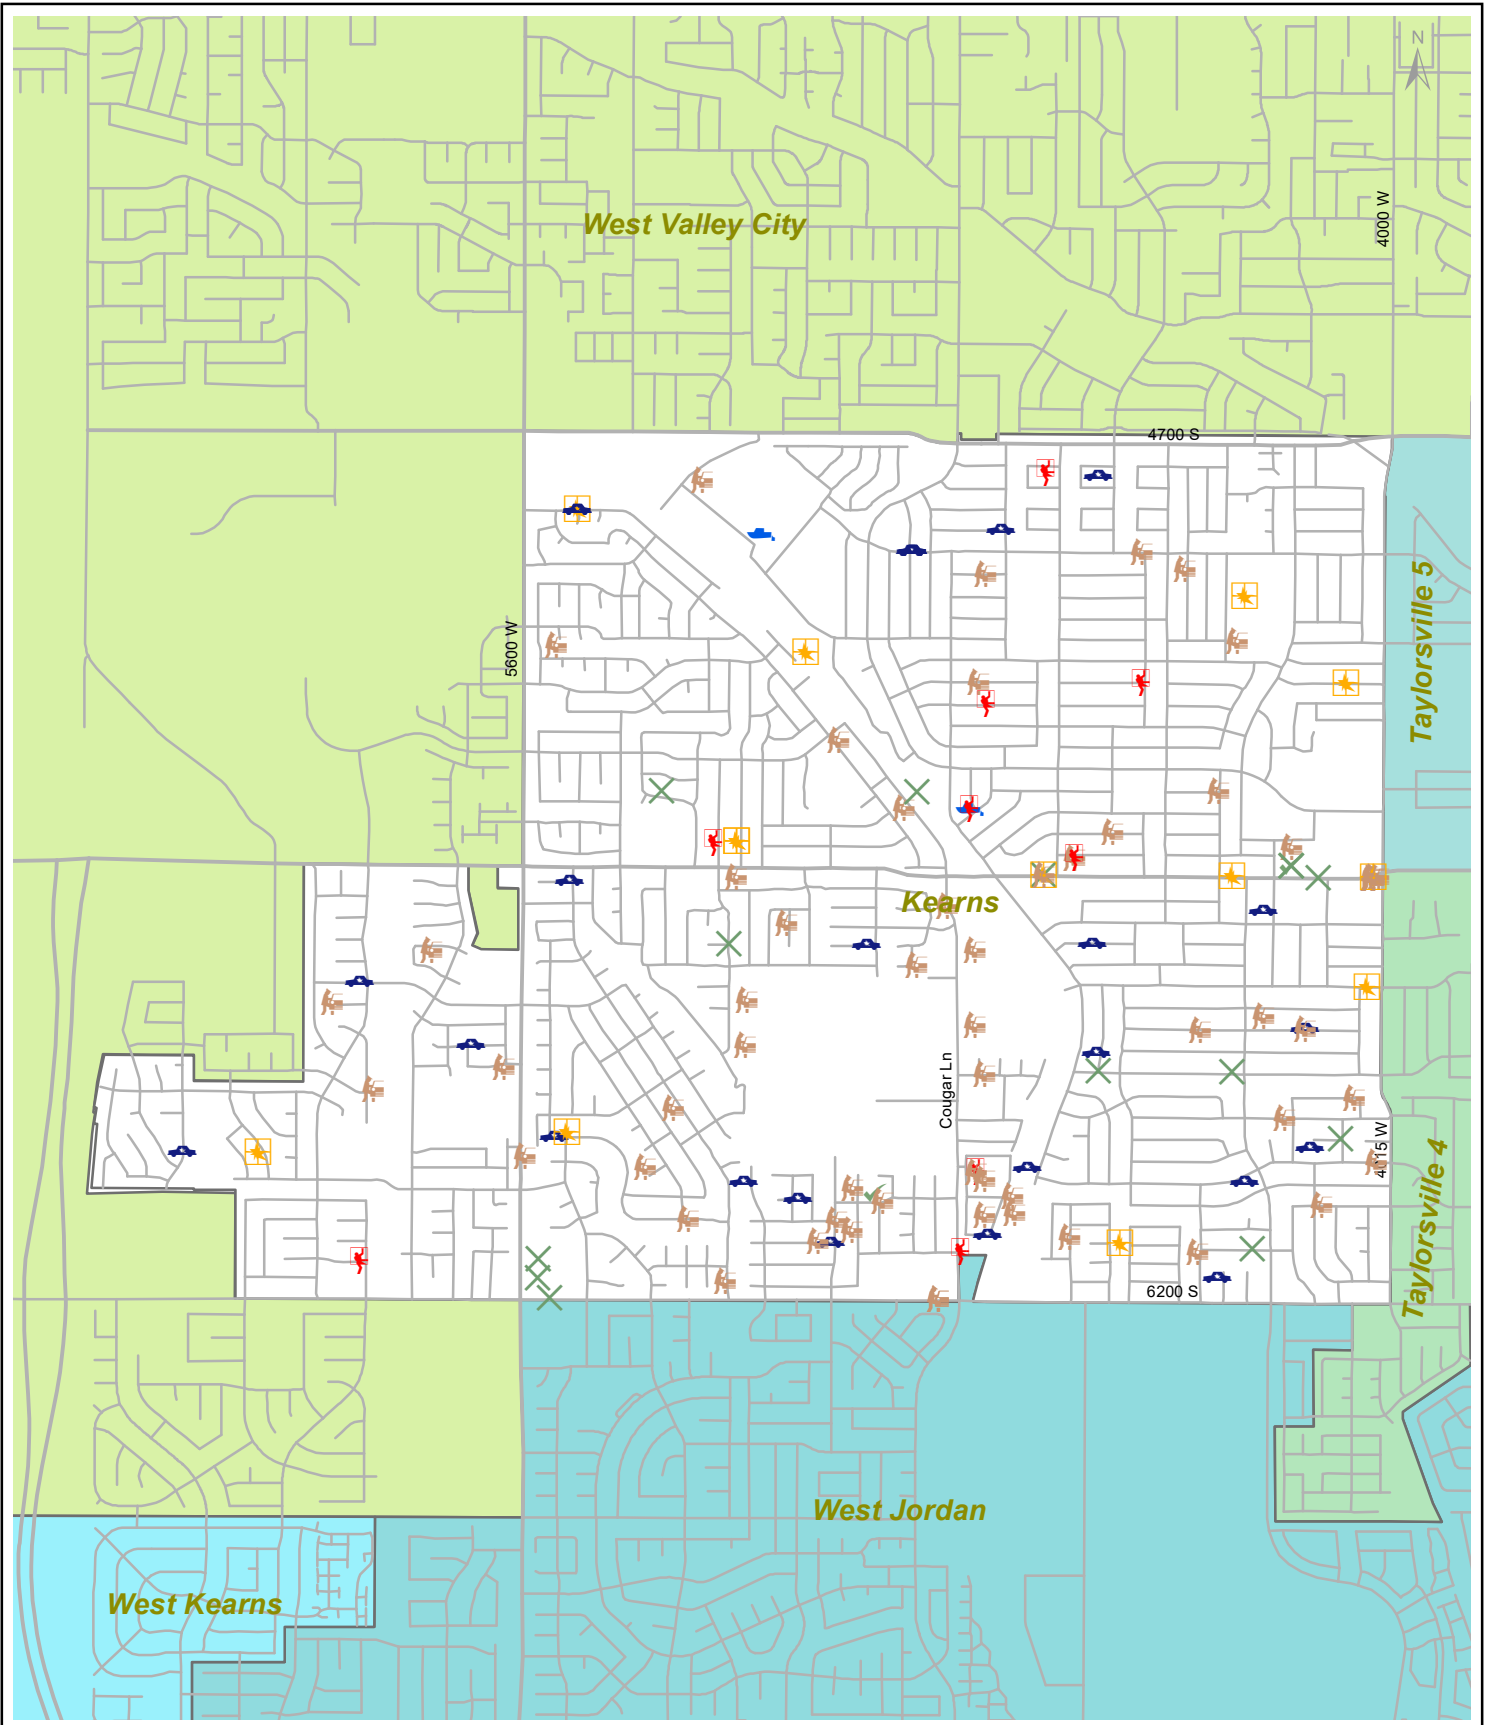 N
West Valley City
4000 W
4700 S
Taylorsville 5
5600 W
Kearns
Cougar Ln
4015 W
Taylorsville 4
6200 S
West Jordan
West Kearns